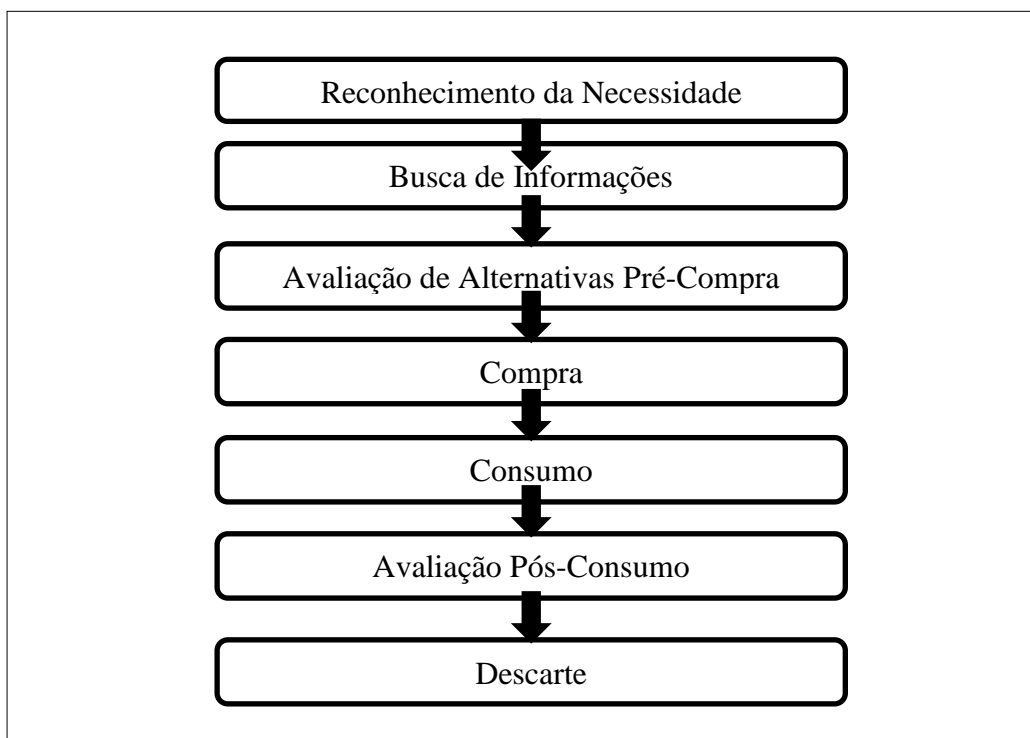 Reconhecimento da Necessidade
Busca de Informações
Avaliação de Alternativas Pré-Compra
Compra
Consumo
Avaliação Pós-Consumo
Descarte